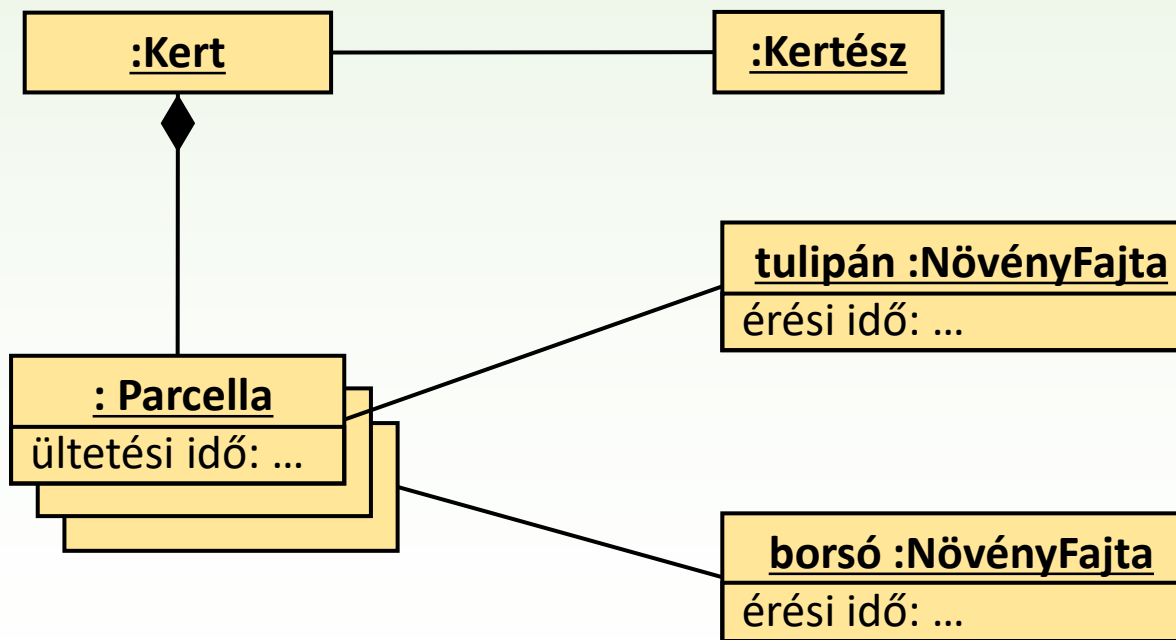 :Kert
:Kertész
tulipán :NövényFajta
érési idő: ...
: Parcella
ültetési idő: ...
borsó :NövényFajta
érési idő: ...